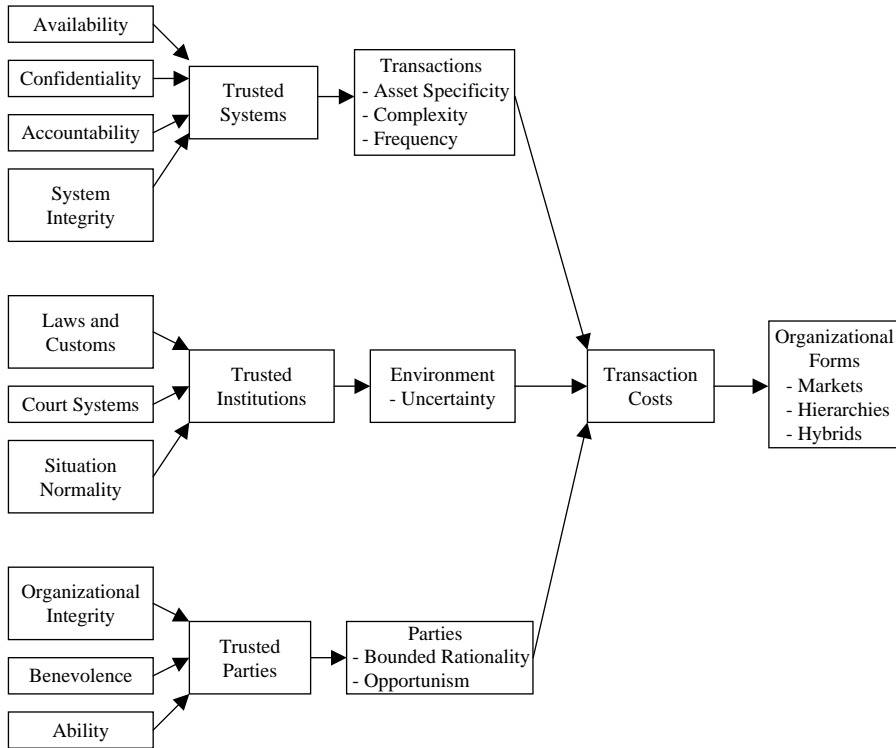 Availability
Confidentiality
Accountability
System
Integrity
Trusted
Systems
Transactions
- Asset Specificity
- Complexity
- Frequency
Laws and
Customs
Court Systems
Situation
Normality
Trusted
Institutions
Environment
- Uncertainty
Transaction
Costs
Organizational
Forms
- Markets
- Hierarchies
- Hybrids
Organizational
Integrity
Benevolence
Ability
Trusted
Parties
Parties
- Bounded Rationality
- Opportunism